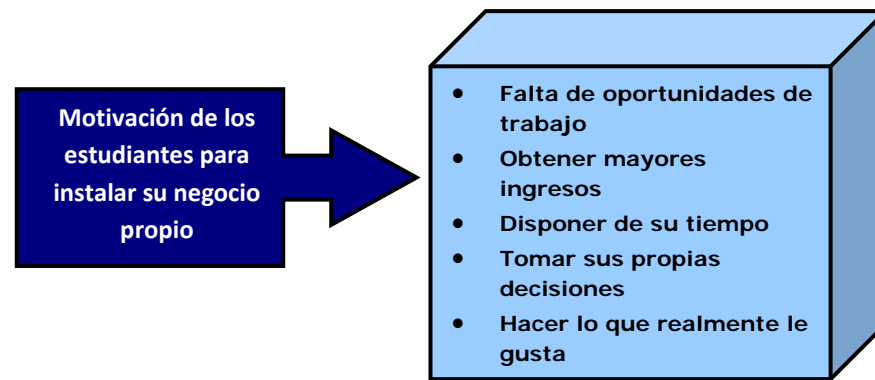 Motivación de los
estudiantes para
instalar su negocio
propio
• Falta de oportunidades de
trabajo
• Obtener mayores
ingresos
• Disponer de su tiempo
• Tomar sus propias
decisiones
• Hacer lo que realmente le
gusta